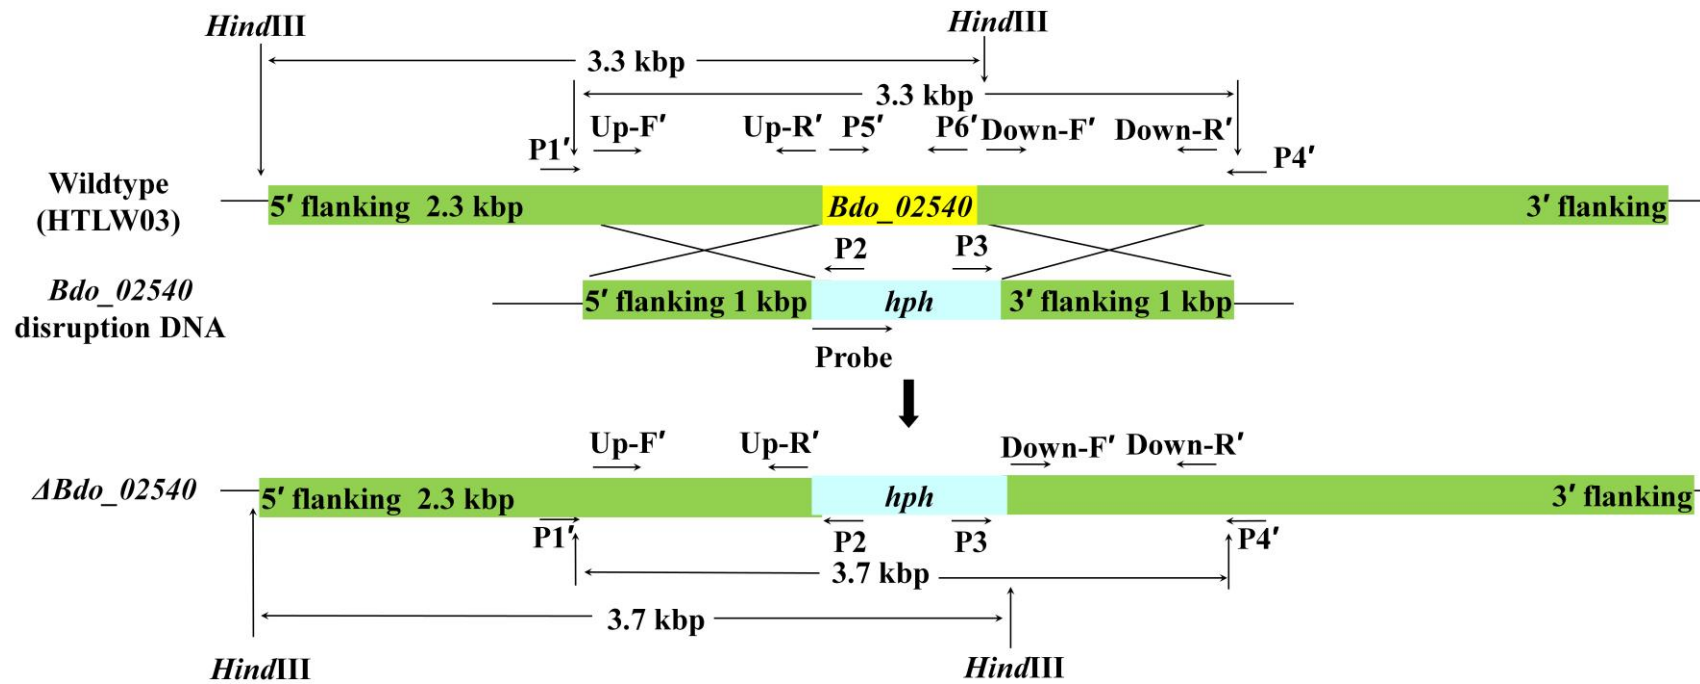 HindIII
HindIII
3.3 kbp
3.3 kbp
Up-F′
Up-R′
P5′
P6′
Down-F′
Down-R′
P1′
P4′
Wildtype
(HTLW03)
5′ flanking 2.3 kbp
Bdo_02540
3′ flanking
P2
P3
Bdo_02540
disruption DNA
5′ flanking 1 kbp
hph
3′ flanking 1 kbp
Probe
Up-F′
Up-R′
Down-F′
Down-R′
ΔBdo_02540
5′ flanking 2.3 kbp
hph
3′ flanking
P1′
P2
P3
P4′
3.7 kbp
3.7 kbp
HindIII
HindIII